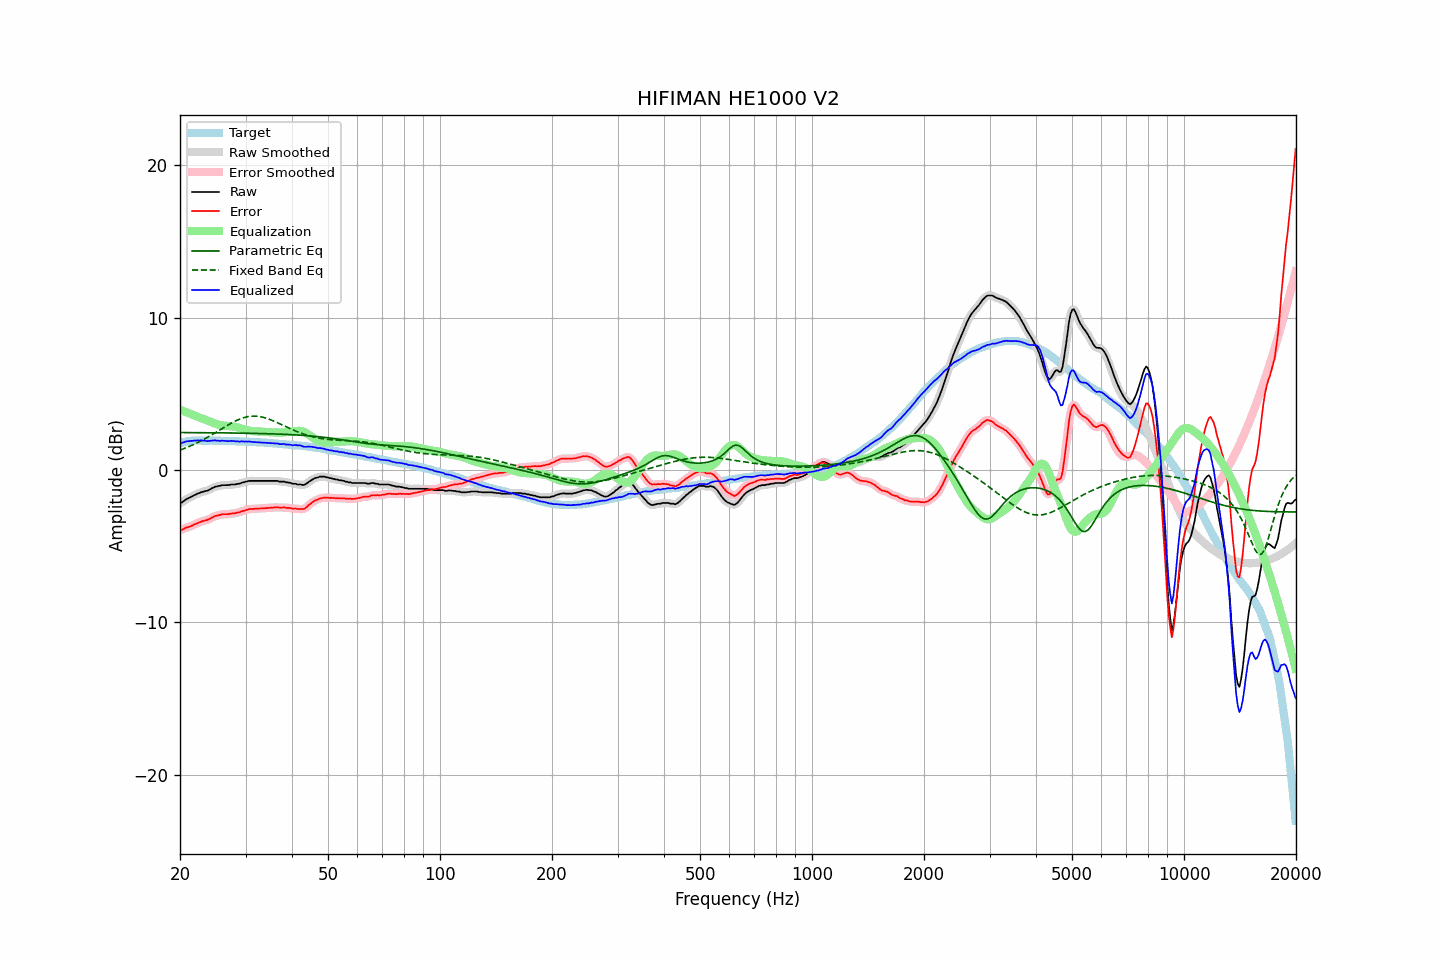 HIFIMAN HE1000 V2
Target
Raw Smoothed
Error Smoothed
Raw
Error
Equalization
Parametric Eq
Fixed Band Eq
Equalized
Amplitude (dBr)
20
10
0
−10
−20
20 50 100 200 500 1000 2000 5000 10000 20000
Frequency (Hz)